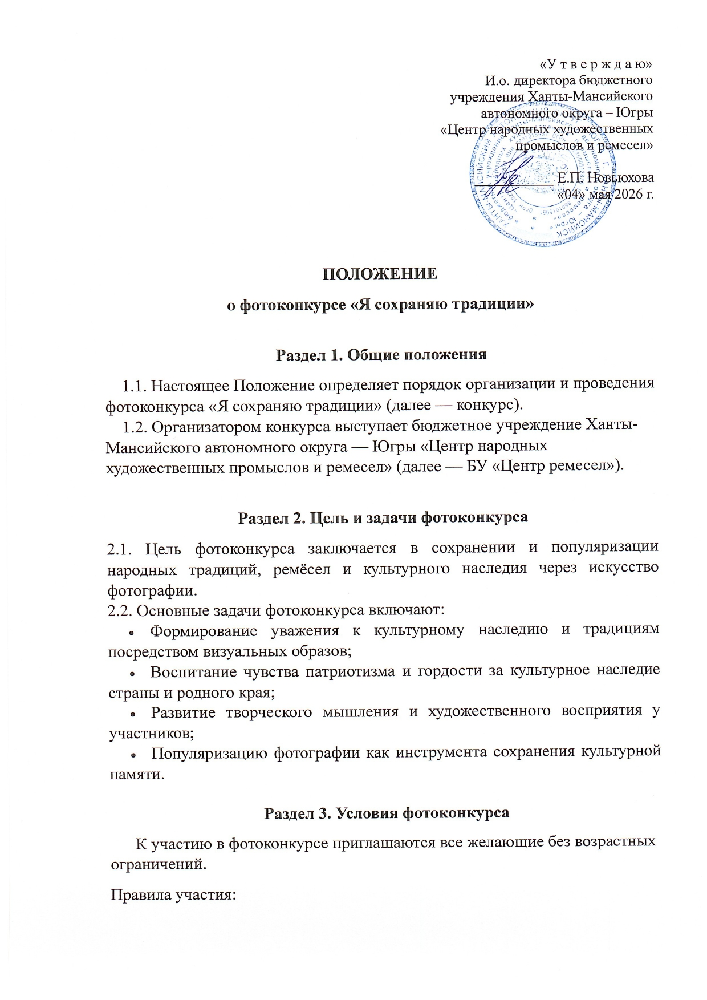 «У т в е р ж д а ю»
И.о. директора бюджетного
учреждения Ханты-Мансийского
автономного округа – Югры
«Центр народных художественных
промыслов и ремесел»
Е.П. Новьюхова
«04» мая 2026 г.
ПОЛОЖЕНИЕ
о фотоконкурсе «Я сохраняю традиции»
Раздел 1. Общие положения
1.1. Настоящее Положение определяет порядок организации и проведения
фотоконкурса «Я сохраняю традиции» (далее — конкурс).
1.2. Организатором конкурса выступает бюджетное учреждение Ханты-
Мансийского автономного округа — Югры «Центр народных
художественных промыслов и ремесел» (далее — БУ «Центр ремесел»).
Раздел 2. Цель и задачи фотоконкурса
2.1. Цель фотоконкурса заключается в сохранении и популяризации
народных традиций, ремёсел и культурного наследия через искусство
фотографии.
2.2. Основные задачи фотоконкурса включают:
• Формирование уважения к культурному наследию и традициям
посредством визуальных образов;
• Воспитание чувства патриотизма и гордости за культурное наследие
страны и родного края;
• Развитие творческого мышления и художественного восприятия у
участников;
• Популяризацию фотографии как инструмента сохранения культурной
памяти.
Раздел 3. Условия фотоконкурса
К участию в фотоконкурсе приглашаются все желающие без возрастных
ограничений.
Правила участия: